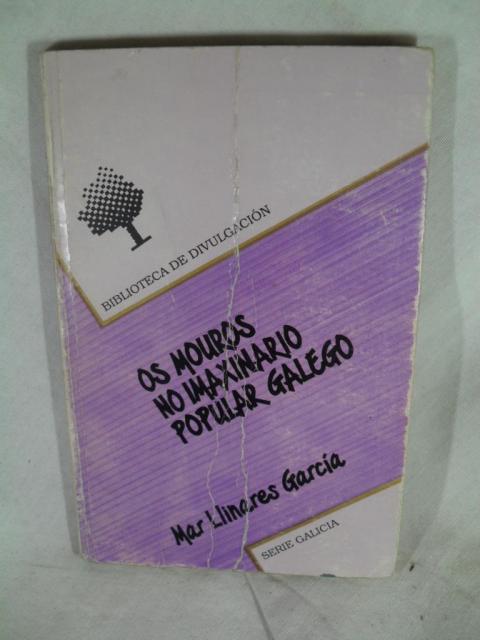 BIBLIOTECA DE DIVULGACIÓN
OS MOUROS
NO IMAXINARIO
POPULAR GALEGO
Mar Llinares García
SERIE GALICIA